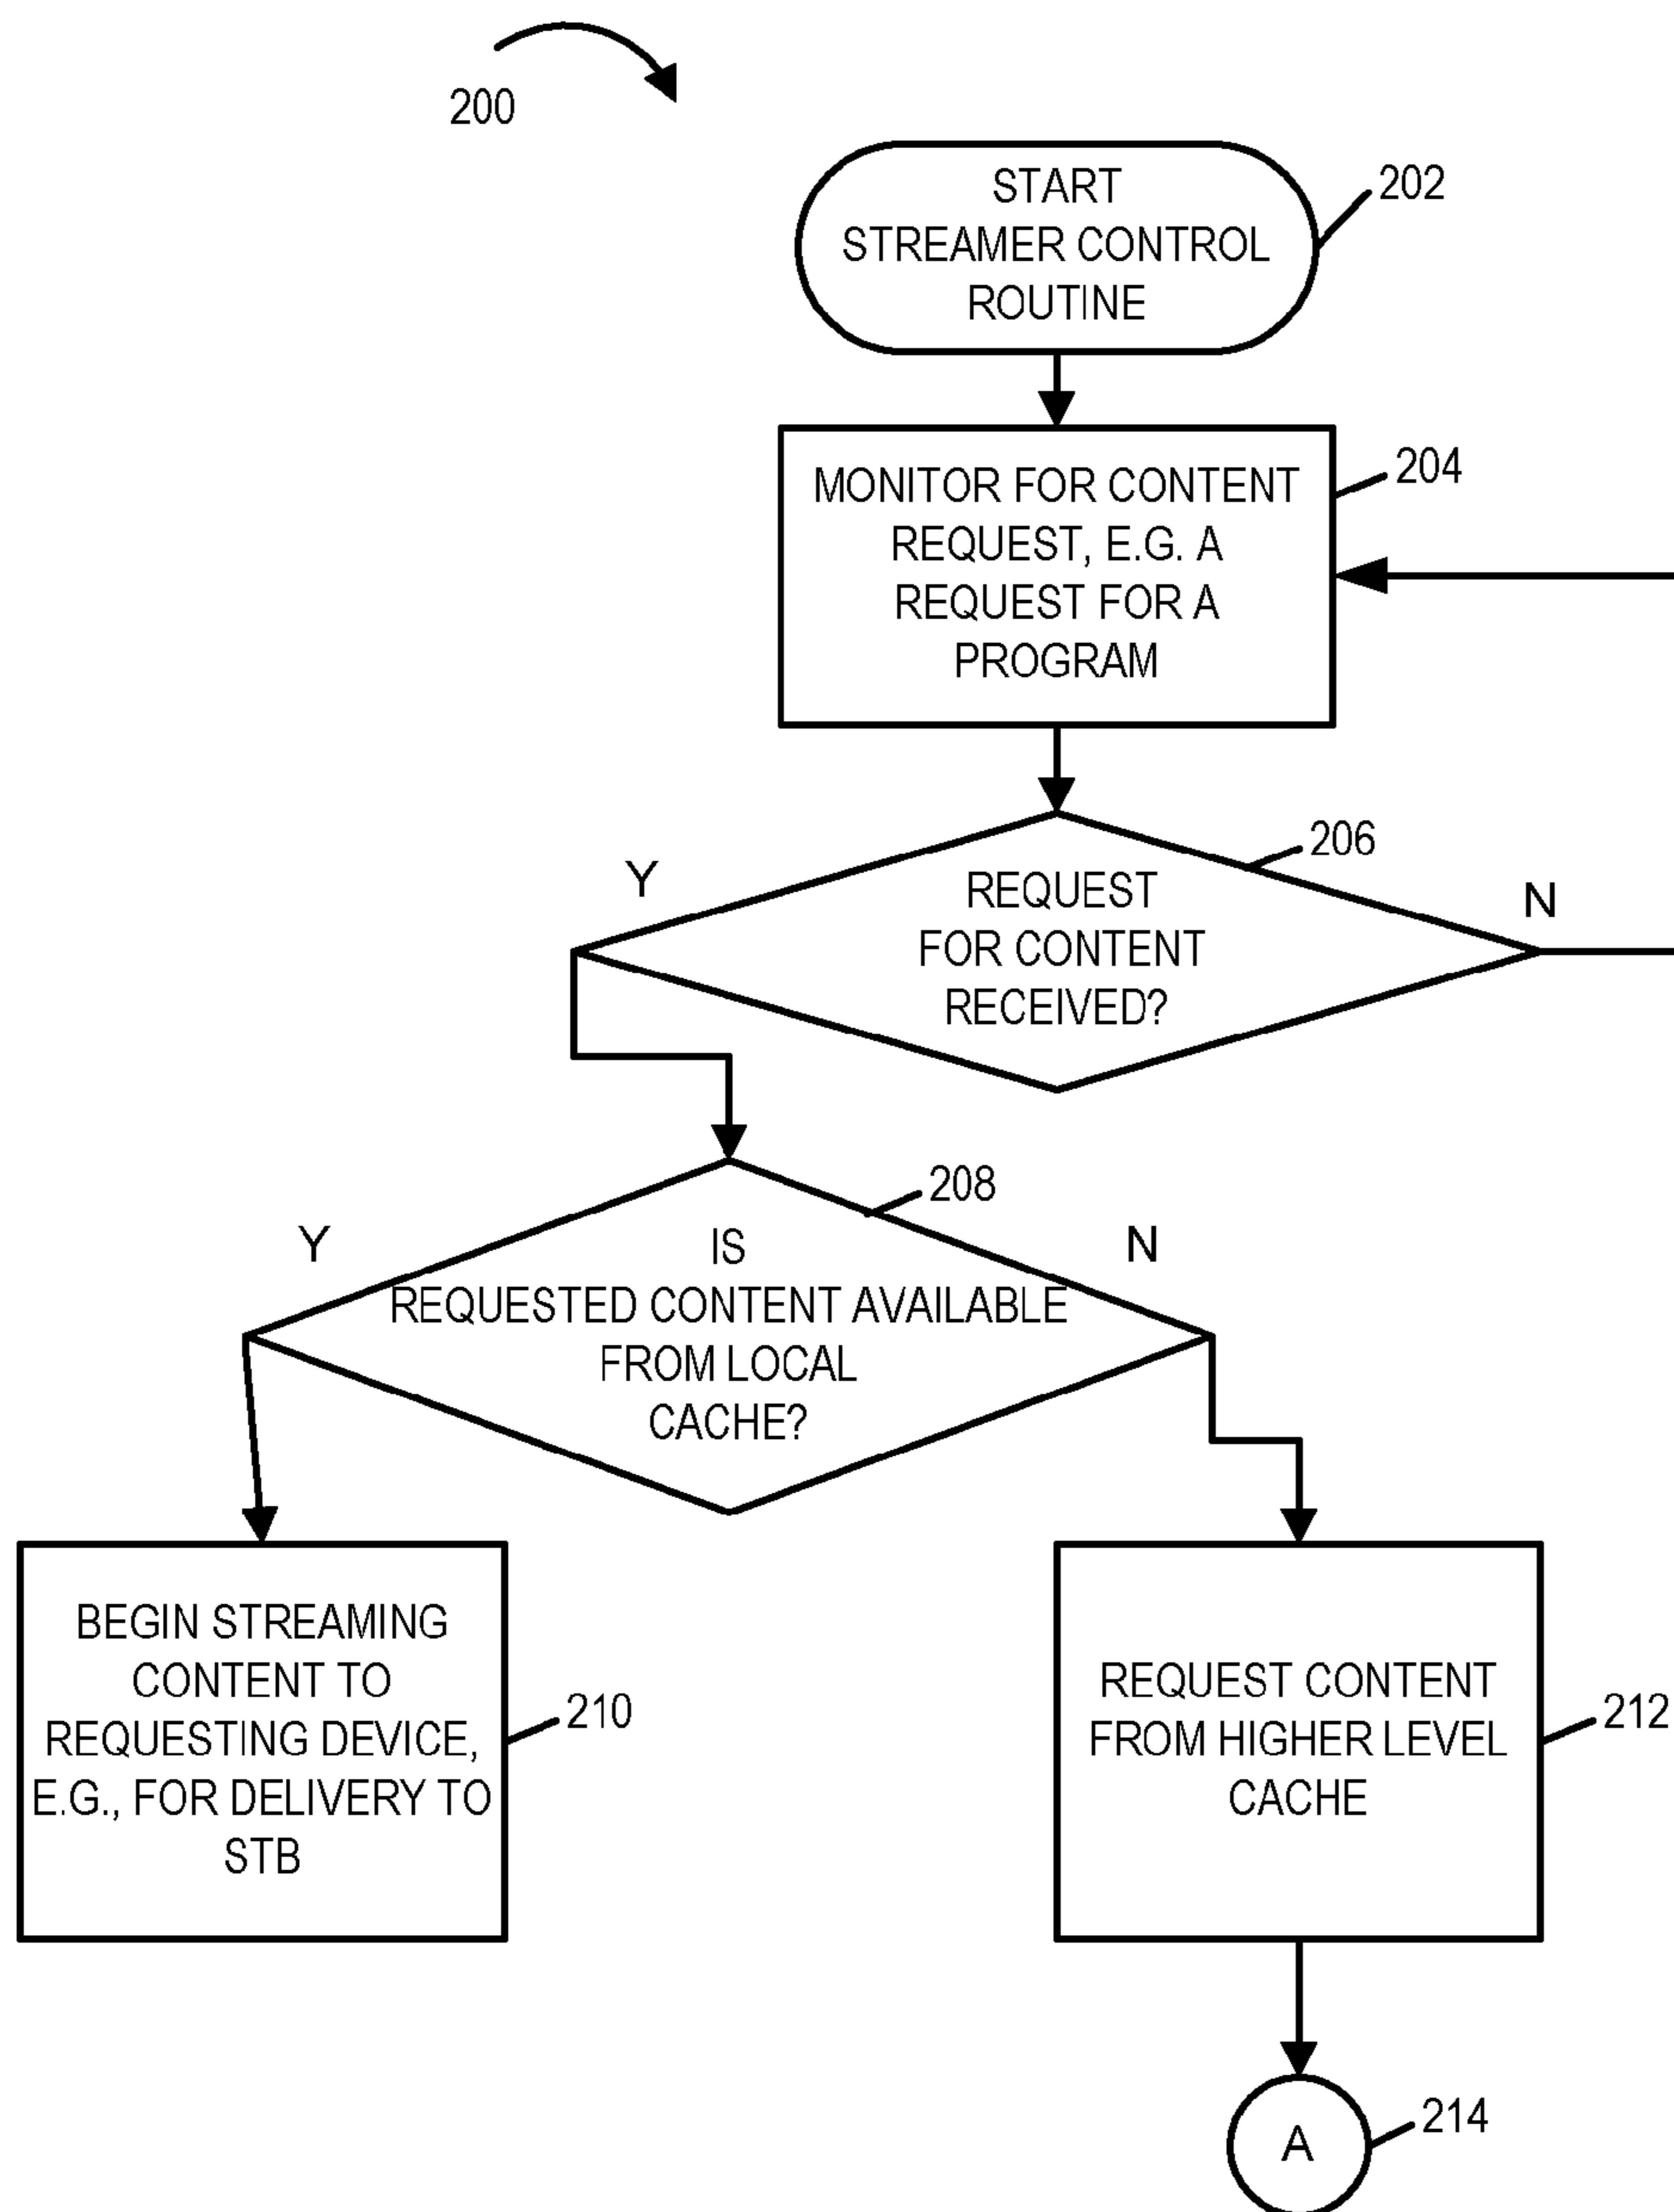 200
START
STREAMER CONTROL
ROUTINE
202
MONITOR FOR CONTENT
REQUEST, E.G. A
REQUEST FOR A
PROGRAM
204
REQUEST
FOR CONTENT
RECEIVED?
206
Y
N
IS
REQUESTED CONTENT AVAILABLE
FROM LOCAL
CACHE?
208
Y
N
BEGIN STREAMING
CONTENT TO
REQUESTING DEVICE,
E.G., FOR DELIVERY TO
STB
210
REQUEST CONTENT
FROM HIGHER LEVEL
CACHE
212
A
214